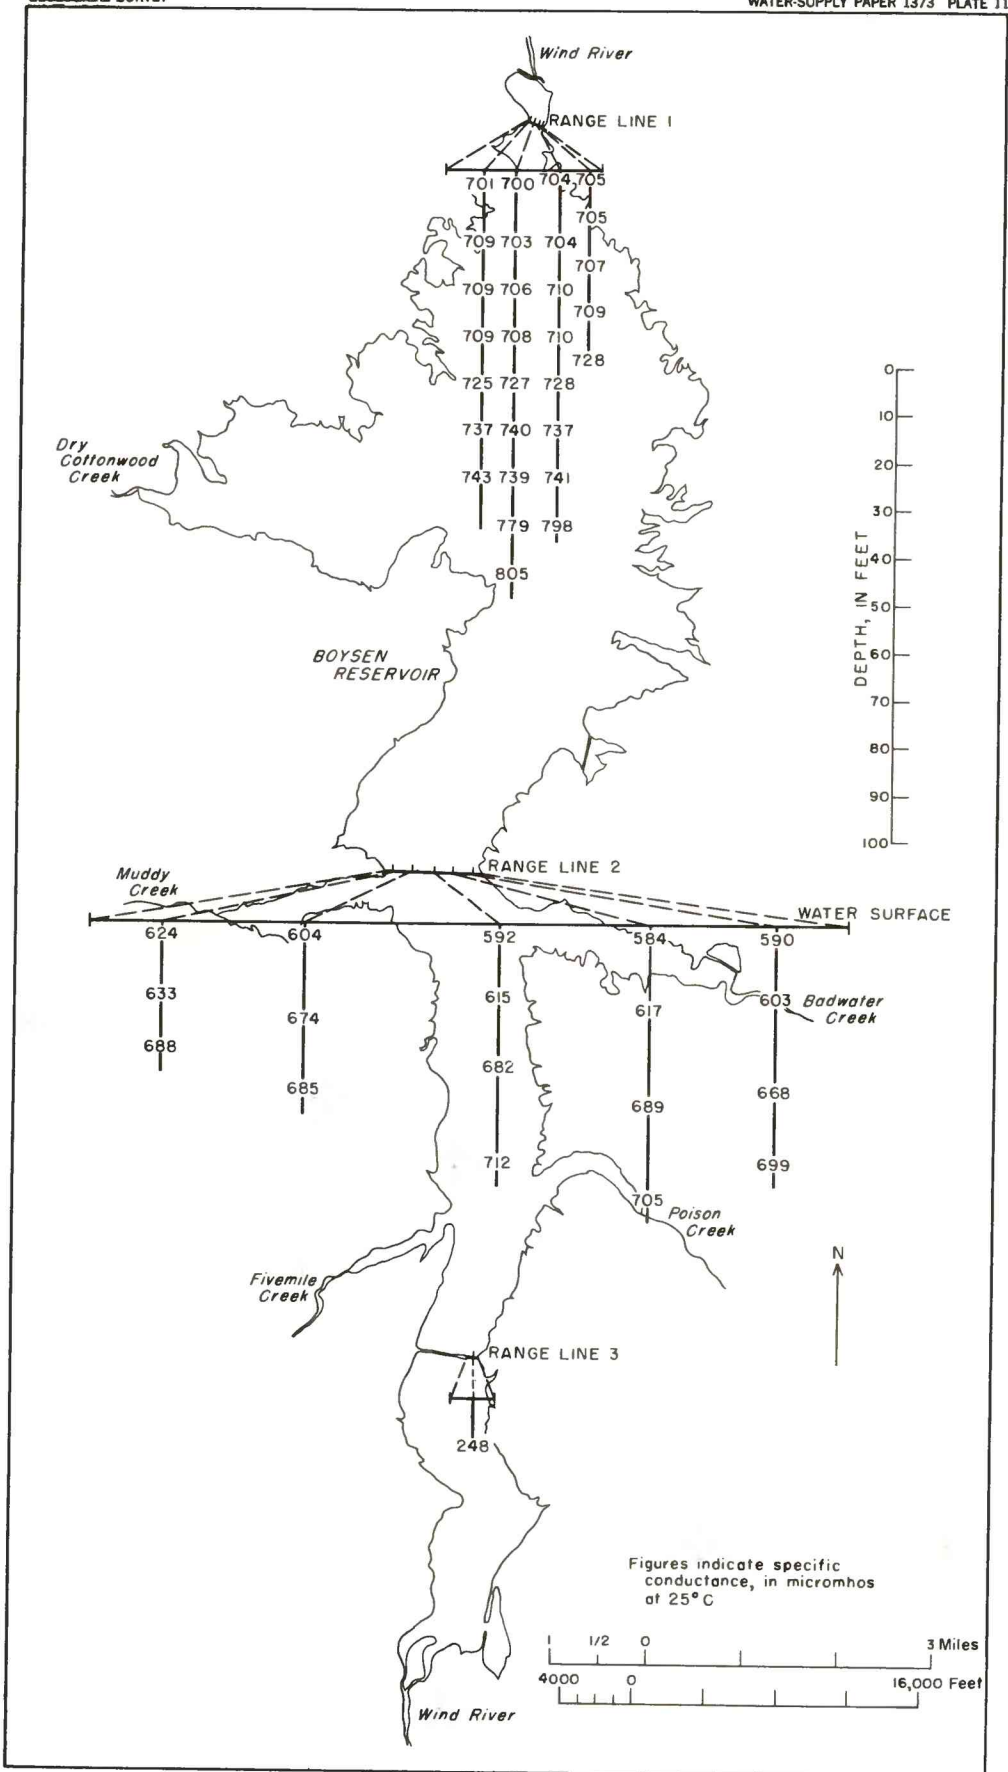 WATER-SUPPLY PAPER 1373 PLATE 11
Wind River
RANGE LINE 1
701 700 704 705
705
709 703 704
707
709 706 710
709
709 708 710
728
725 727 728
737 740 737
743 739 741
779 798
805
0
10
20
30
40
50
60
70
80
90
100
DEPTH, IN FEET
Dry
Cottonwood
Creek
BOYSEN
RESERVOIR
RANGE LINE 2
Muddy
Creek
WATER SURFACE
624 604 592 584 590
633 615 617 603
Badwater
Creek
688 674 682 668
685 689
712 699
705
Poison
Creek
Fivemile
Creek
N
RANGE LINE 3
248
Figures indicate specific
conductance, in micromhos
at 25°C
1 1/2 0 3 Miles
4000 0 16,000 Feet
Wind River